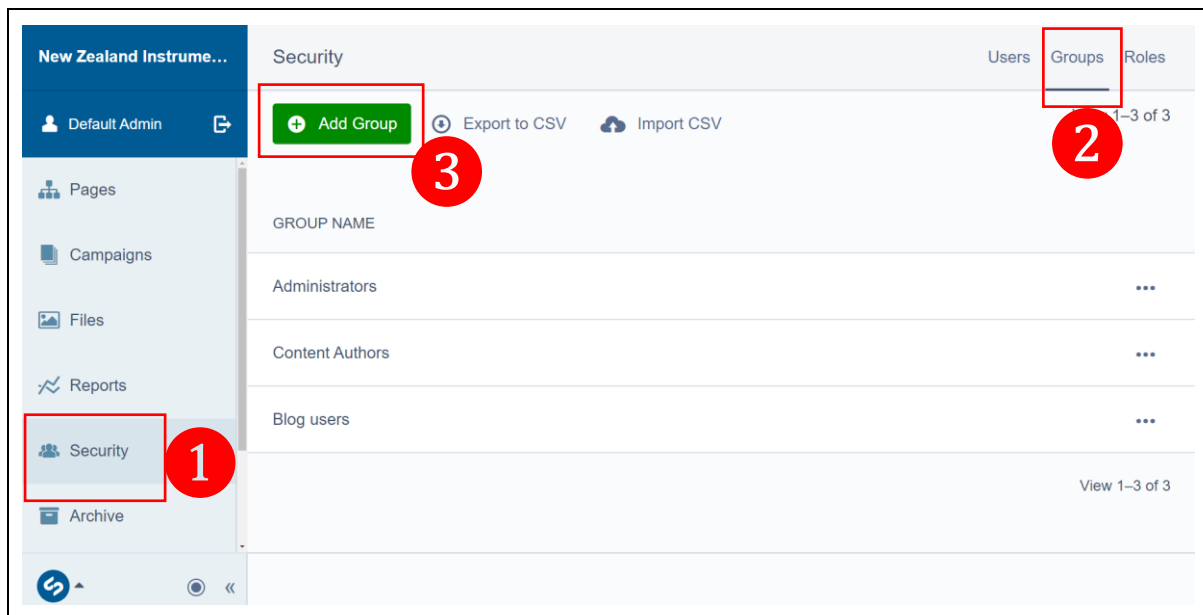 New Zealand Instrume...
Security
Users Groups Roles
Default Admin
Add Group
Export to CSV
Import CSV
1–3 of 3
3
2
Pages
GROUP NAME
Campaigns
Administrators
Files
Content Authors
Reports
Blog users
Security
1
View 1–3 of 3
Archive